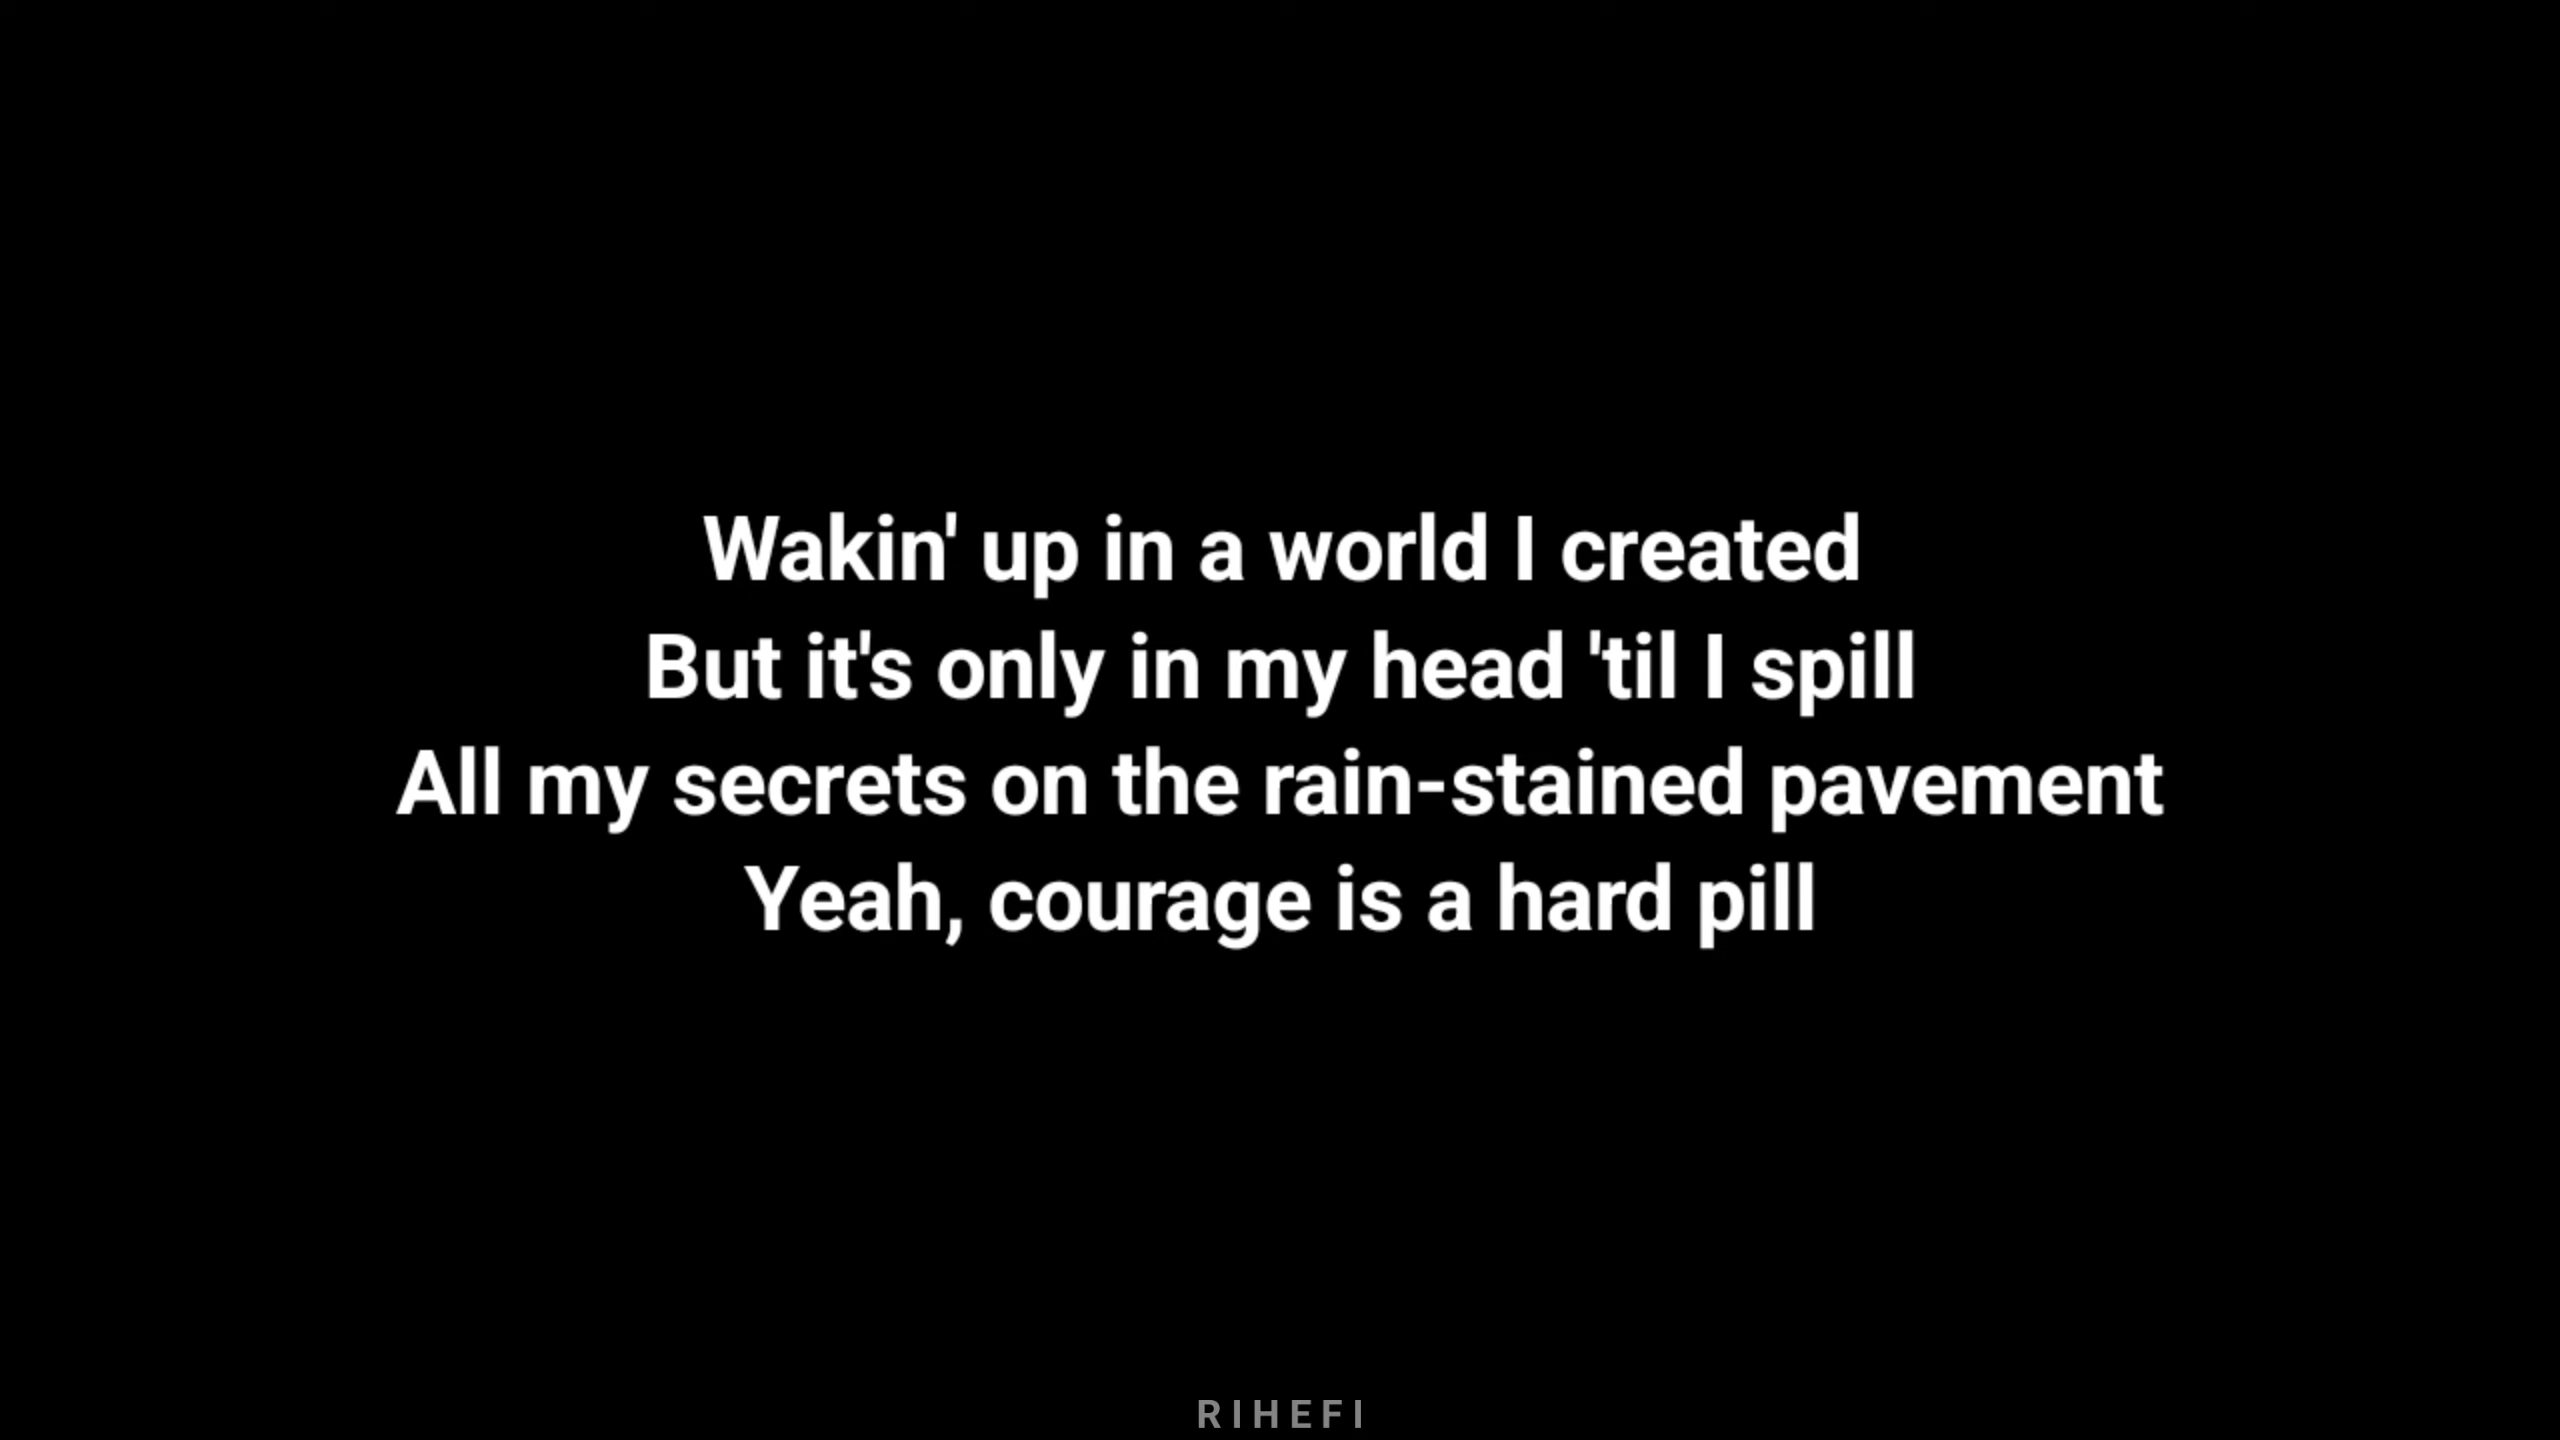 Wakin' up in a world I created
But it's only in my head 'til I spill
All my secrets on the rain-stained pavement
Yeah, courage is a hard pill
RIHEFI